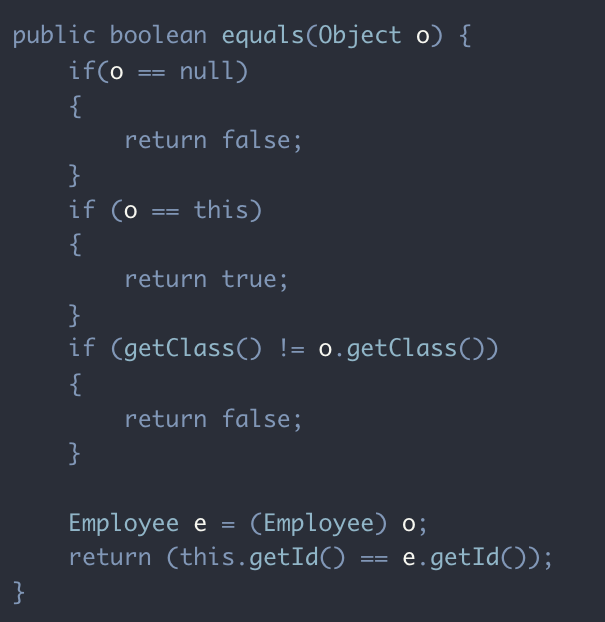 public boolean equals(Object o) {
    if(o == null)
    {
        return false;
    }
    if (o == this)
    {
        return true;
    }
    if (getClass() != o.getClass())
    {
        return false;
    }

    Employee e = (Employee) o;
    return (this.getId() == e.getId());
}